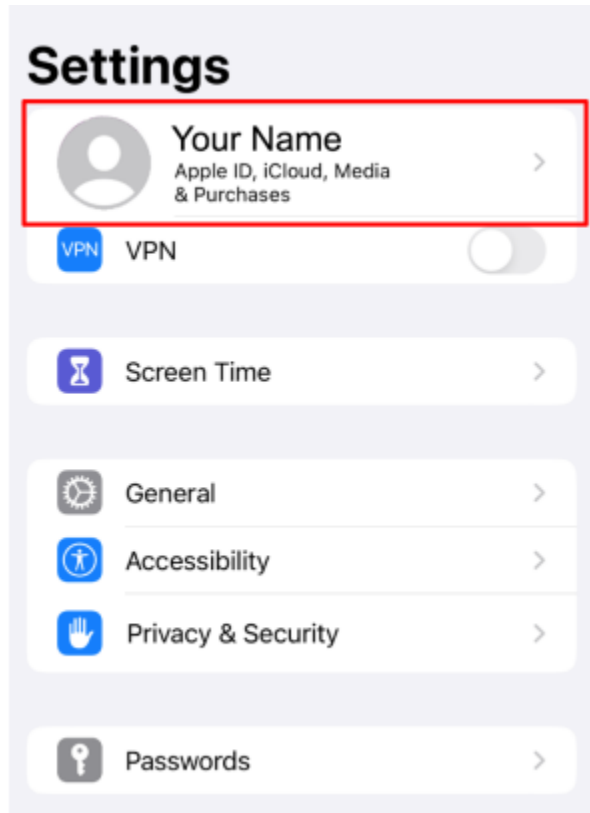 Settings
Your Name
Apple ID, iCloud, Media
& Purchases
VPN VPN
Screen Time
General
Accessibility
Privacy & Security
Passwords